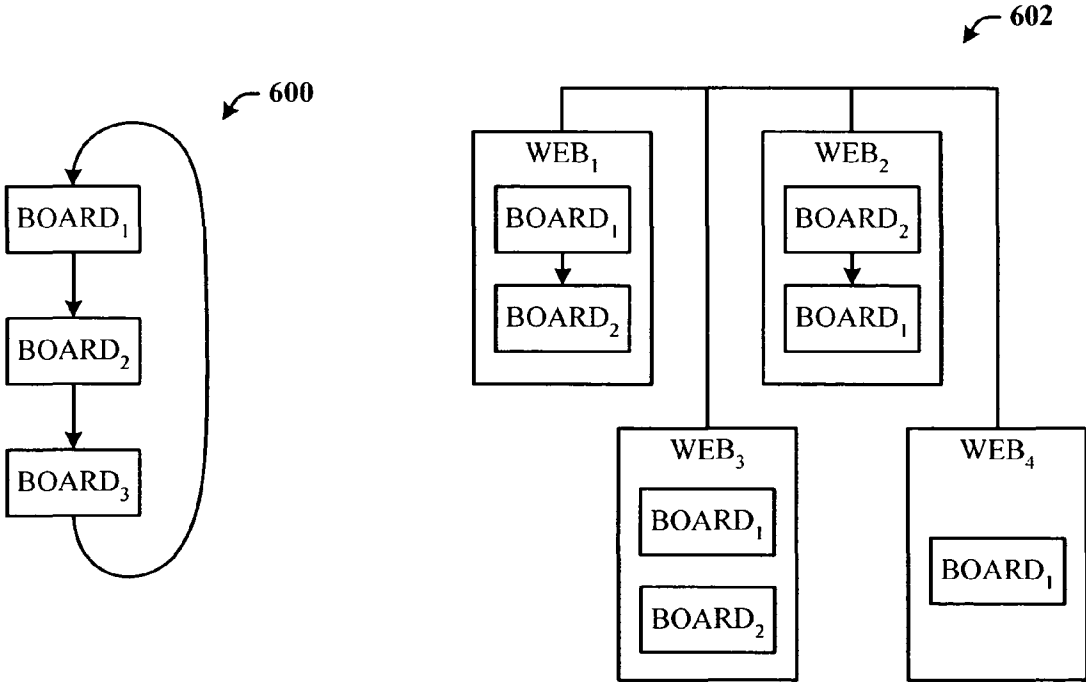 600
BOARD₁
BOARD₂
BOARD₃
602
WEB₁
BOARD₁
BOARD₂
WEB₂
BOARD₂
BOARD₁
WEB₃
BOARD₁
BOARD₂
WEB₄
BOARD₁